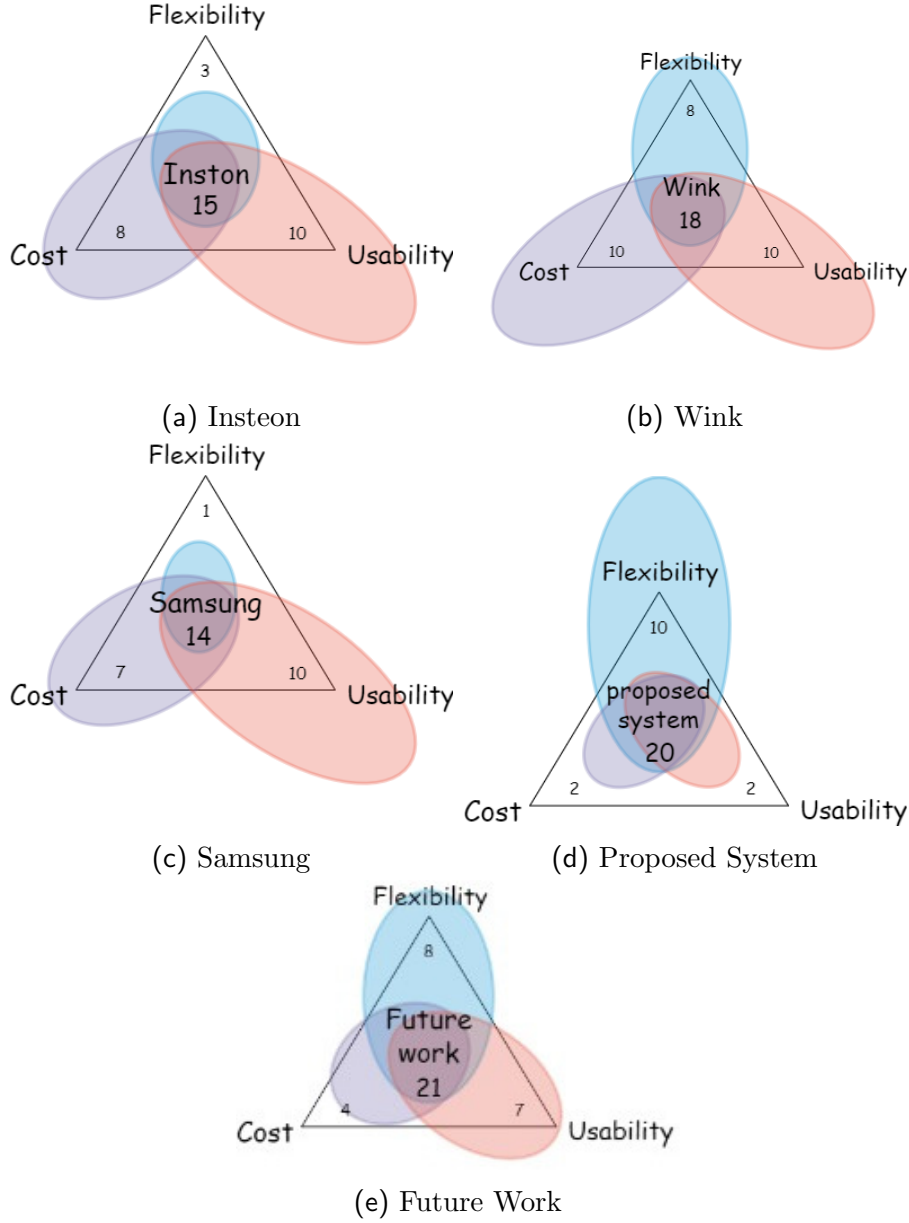 Flexibility
3
Inston
15
8
10
Cost
Usability
(a) Insteon
Flexibility
8
Wink
18
10
10
Cost
Usability
(b) Wink
Flexibility
1
Samsung
14
7
10
Cost
Usability
(c) Samsung
Flexibility
10
proposed
system
20
2
2
Cost
Usability
(d) Proposed System
Flexibility
8
Future
work
21
4
7
Cost
Usability
(e) Future Work